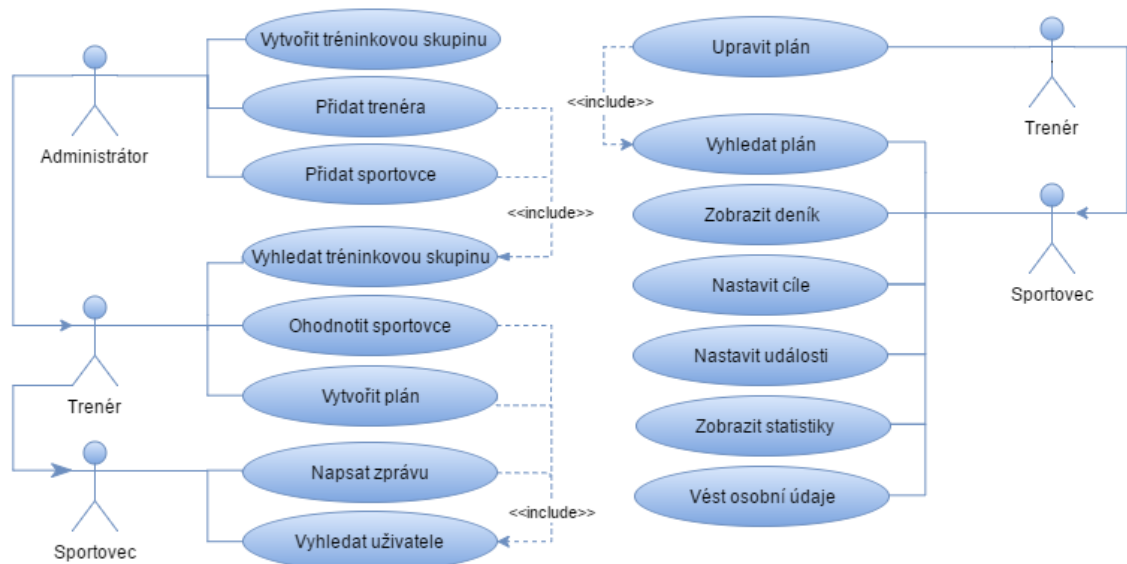 Vytvořit tréninkovou skupinu
Přidat trenéra
Administrátor
Přidat sportovce
<<include>>
Vyhledat tréninkovou skupinu
Ohodnotit sportovce
Vytvořit plán
Trenér
Napsat zprávu
<<include>>
Vyhledat uživatele
Sportovec
Upravit plán
<<include>>
Trenér
Vyhledat plán
Zobrazit deník
Nastavit cíle
Sportovec
Nastavit události
Zobrazit statistiky
Vést osobní údaje